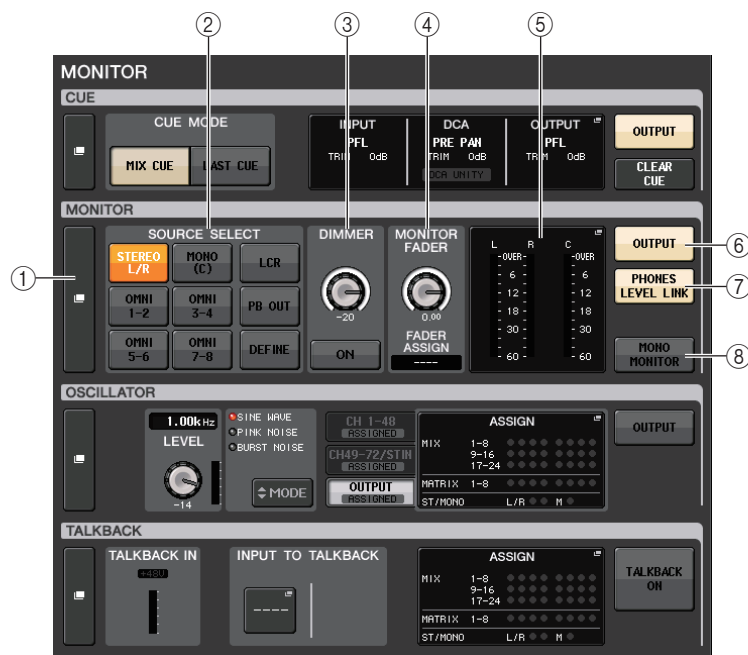 ② ③ ④ ⑤
MONITOR
CUE
CUE MODE
MIX CUE
LAST CUE
INPUT
PFL
TRIM 0dB
DCA
PRE PAN
TRIM 0dB
DCA UNITY
OUTPUT
PFL
TRIM 0dB
OUTPUT
CLEAR
CUE
MONITOR
①
SOURCE SELECT
STEREO
L/R
MONO
(C)
LCR
OMNI
1-2
OMNI
3-4
PB OUT
OMNI
5-6
OMNI
7-8
DEFINE
DIMMER
-20
ON
MONITOR
FADER
0.00
FADER
ASSIGN
----
L R C
-OVER- -OVER
6 6
12 12
18 18
30 30
60 60
OUTPUT
⑥
PHONES
LEVEL LINK
⑦
MONO
MONITOR
⑧
OSCILLATOR
1.00kHz
LEVEL
-14
SINE WAVE
PINK NOISE
BURST NOISE
MODE
CH 1-48
ASSIGNED
CH49-72/STIN
ASSIGNED
OUTPUT
ASSIGNED
ASSIGN
MIX 1-8
9-16
17-24
MATRIX 1-8
ST/MONO L/R M
OUTPUT
TALKBACK
TALKBACK IN
+48V
INPUT TO TALKBACK
----
ASSIGN
MIX 1-8
9-16
17-24
MATRIX 1-8
ST/MONO L/R M
TALKBACK
ON